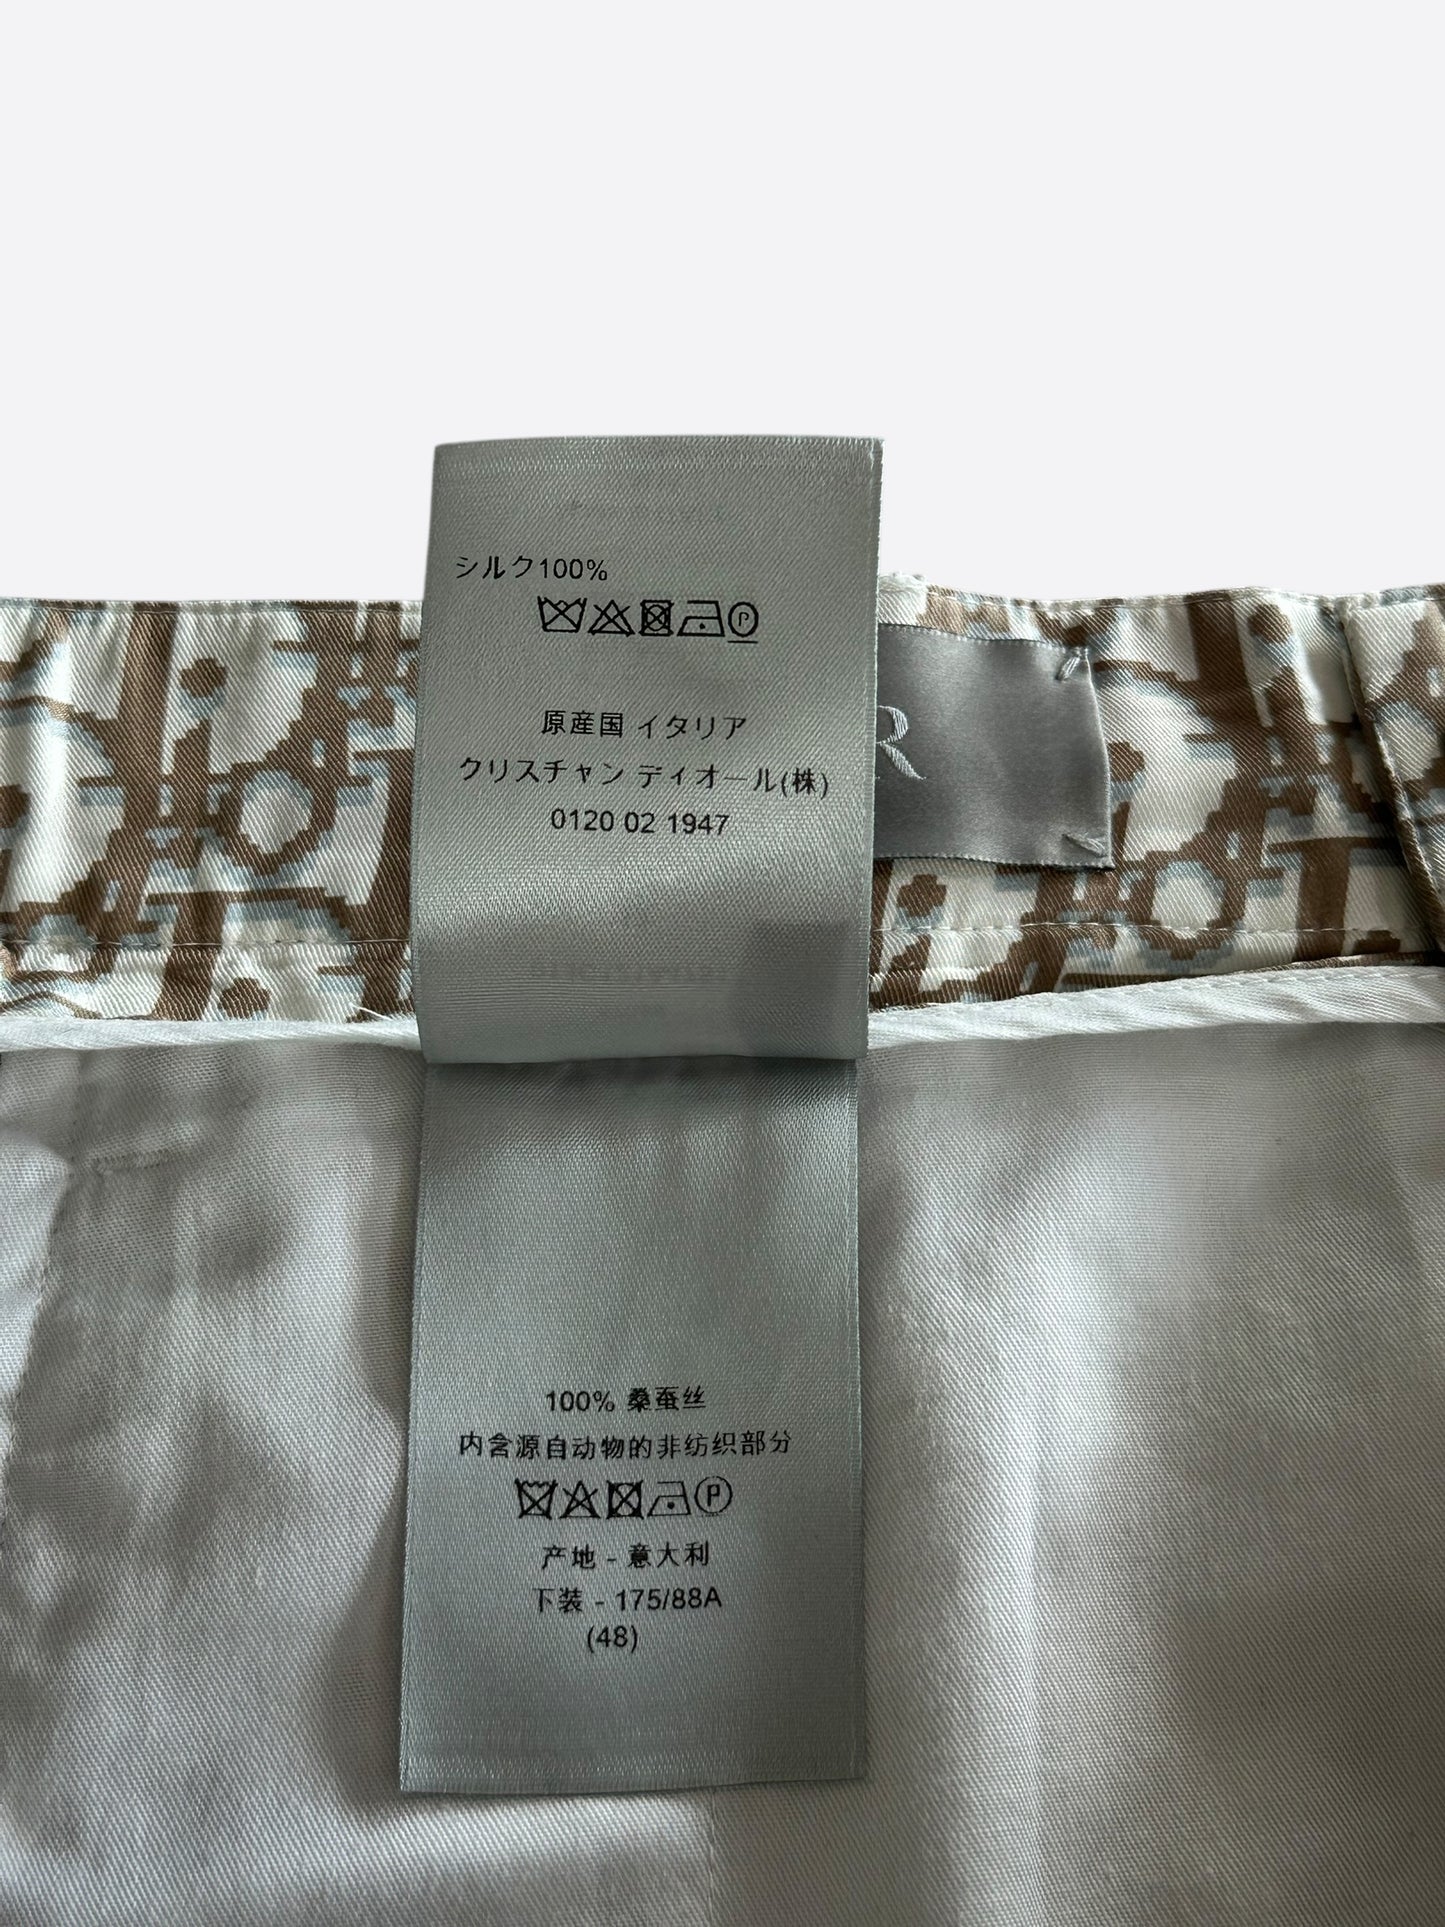 シルク100%
P
R
原産国 イタリア
クリスチャン ディオール(株)
0120 02 1947
100% 桑蚕丝
内含源自动物的非纺织部分
P
产地 - 意大利
下装 - 175/88A
(48)